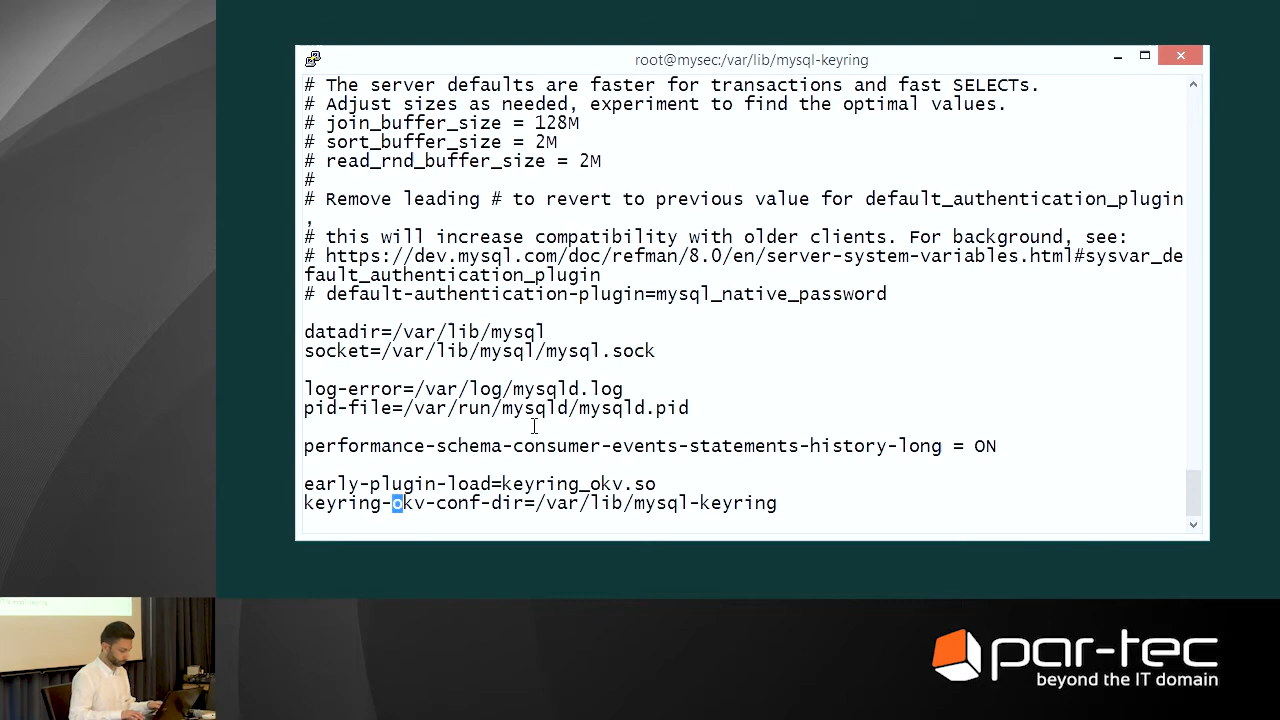 root@mysec:/var/lib/mysql-keyring
# The server defaults are faster for transactions and fast SELECTs.
# Adjust sizes as needed, experiment to find the optimal values.
# join_buffer_size = 128M
# sort_buffer_size = 2M
# read_rnd_buffer_size = 2M
#
# Remove leading # to revert to previous value for default_authentication_plugin
,
# this will increase compatibility with older clients. For background, see:
# https://dev.mysql.com/doc/refman/8.0/en/server-system-variables.html#sysvar_de
fault_authentication_plugin
# default-authentication-plugin=mysql_native_password
datadir=/var/lib/mysql
socket=/var/lib/mysql/mysql.sock
log-error=/var/log/mysqld.log
pid-file=/var/run/mysqld/mysqld.pid
performance-schema-consumer-events-statements-history-long = ON
early-plugin-load=keyring_okv.so
keyring-okv-conf-dir=/var/lib/mysql-keyring
par-tec
beyond the IT domain